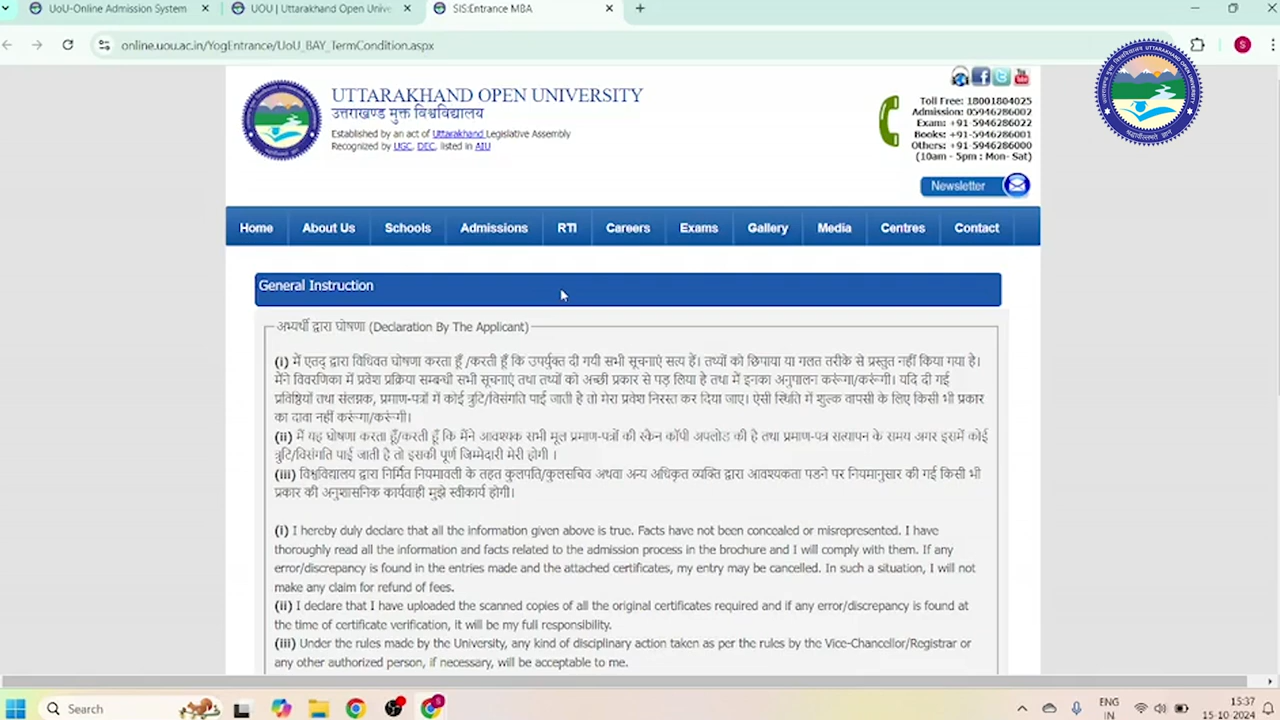 UoU-Online Admission System
UOU | Uttarakhand Open Unive
SIS:Entrance MBA
online.uou.ac.in/YogEntrance/UoU_BAY_TermCondition.aspx
S
UTTARAKHAND OPEN UNIVERSITY
उत्तराखण्ड मुक्त विश्वविद्यालय
Established by an act of Uttarakhand Legislative Assembly
Recognized by UGC, DEC, listed in AIU
Toll Free: 18001804025
Admission: 05946286002
Exam: +91-5946286022
Books: +91-5946286001
Others: +91-5946286000
(10am - 5pm : Mon- Sat)
Newsletter
Home About Us Schools Admissions RTI Careers Exams Gallery Media Centres Contact
General Instruction
अभ्यर्थी द्वारा घोषणा (Declaration By The Applicant)
(i) मैं एतद् द्वारा विधिवत घोषणा करता हूँ /करती हूँ कि उपर्युक्त दी गयी सभी सूचनाएं सत्य हें। तथ्यों को छिपाया या गलत तरीके से प्रस्तुत नहीं किया गया हे।
मैंने विवरणिका में प्रवेश प्रक्रिया सम्बन्धी सभी सूचनाएं तथा तथ्यों को अच्छी प्रकार से पड़ लिया हे तथा में इनका अनुपालन करूंगा/करूंगी। यदि दी गई
प्रविष्ठियों तथा संलग्नक, प्रमाण-पत्रों में कोई त्रुटि/विसंगति पाई जाती हे तो मेरा प्रवेश निरस्त कर दिया जाए। ऐसी स्थिति में शुल्क वापसी के लिए किसी भी प्रकार
का दावा नहीं करूंगा/करूंगी।
(ii) में यह घोषणा करता हूँ/करती हूँ कि मैंने आवश्यक सभी मूल प्रमाण-पत्रों की स्कैन कॉपी अपलोड की है तथा प्रमाण-पत्र सत्यापन के समय अगर इसमें कोई
त्रुटि/विसंगति पाई जाती है तो इसकी पूर्ण जिम्मेदारी मेरी होगी ।
(iii) विश्वविद्यालय द्वारा निर्मित नियमावली के तहत कुलपति/कुलसचिव अथवा अन्य अधिकृत व्यक्ति द्वारा आवश्यकता पडने पर नियमानुसार की गई किसी भी
प्रकार की अनुशासनिक कार्यवाही मुझे स्वीकार्य होगी।
(i) I hereby duly declare that all the information given above is true. Facts have not been concealed or misrepresented. I have
thoroughly read all the information and facts related to the admission process in the brochure and I will comply with them. If any
error/discrepancy is found in the entries made and the attached certificates, my entry may be cancelled. In such a situation, I will not
make any claim for refund of fees.
(ii) I declare that I have uploaded the scanned copies of all the original certificates required and if any error/discrepancy is found at
the time of certificate verification, it will be my full responsibility.
(iii) Under the rules made by the University, any kind of disciplinary action taken as per the rules by the Vice-Chancellor/Registrar or
any other authorized person, if necessary, will be acceptable to me.
Search
ENG
IN
15:37
15-10-2024